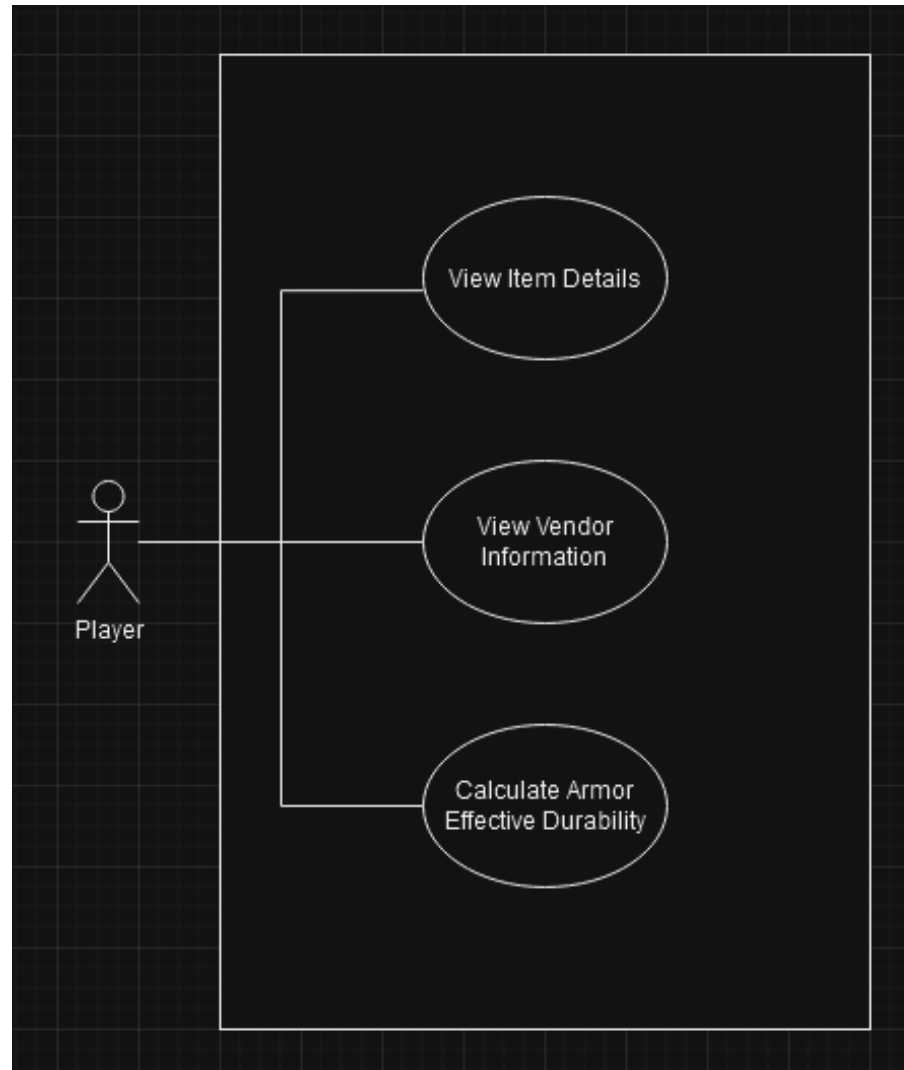 View Item Details
View Vendor
Information
Player
Calculate Armor
Effective Durability